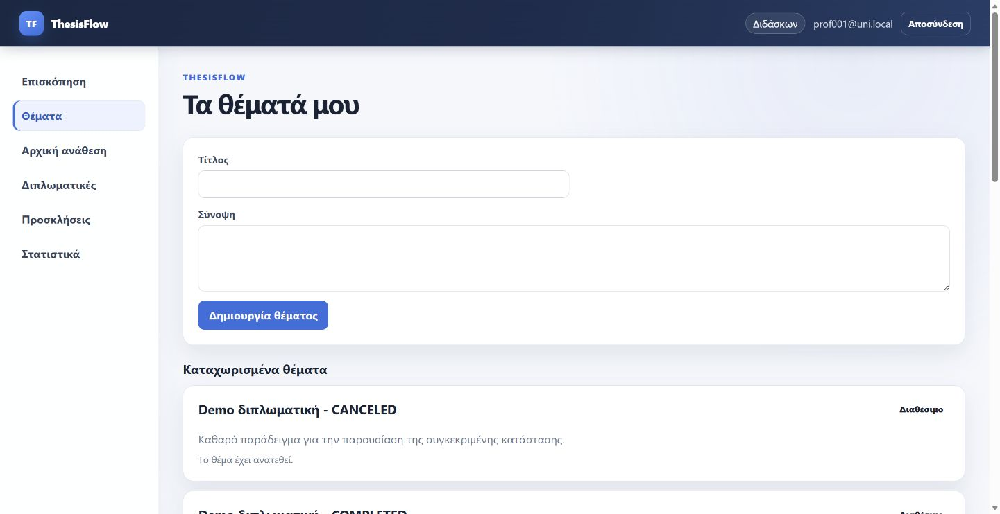 TF ThesisFlow
Διδάσκων prof001@uni.local Αποσύνδεση
Επισκόπηση
Θέματα
Αρχική ανάθεση
Διπλωματικές
Προσκλήσεις
Στατιστικά
THESISFLOW
Τα θέματά μου
Τίτλος
Σύνοψη
Δημιουργία θέματος
Καταχωρισμένα θέματα
Demo διπλωματική - CANCELED
Διαθέσιμο
Καθαρό παράδειγμα για την παρουσίαση της συγκεκριμένης κατάστασης.
Το θέμα έχει ανατεθεί.
Demo διπλωματική - COMPLETED
Διαθέσιμο